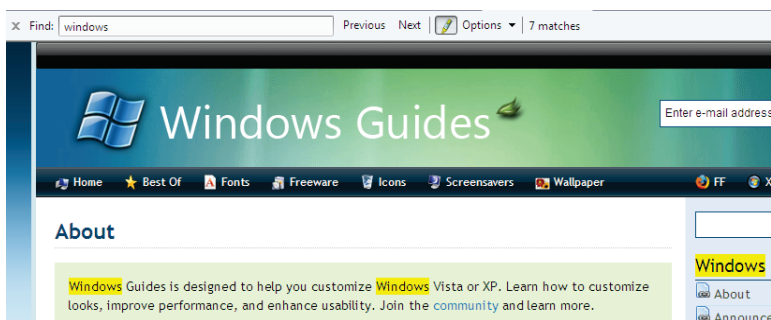 x Find: windows Previous Next Options 7 matches
Windows Guides
Enter e-mail address
Home Best Of Fonts Freeware Icons Screensavers Wallpaper FF X
About
Windows Guides is designed to help you customize Windows Vista or XP. Learn how to customize
looks, improve performance, and enhance usability. Join the community and learn more.
Windows
About
Announce